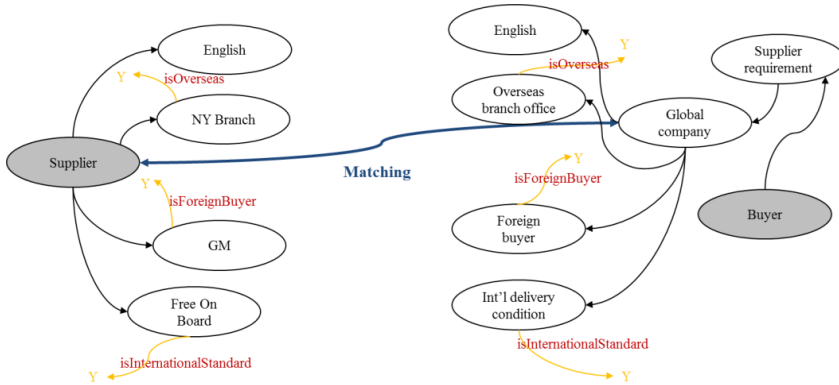 English
Y
isOverseas
NY Branch
Supplier
Y
isForeignBuyer
GM
Free On
Board
isInternationalStandard
Y
Matching
English
Y
isOverseas
Overseas
branch office
Global
company
Supplier
requirement
Y
isForeignBuyer
Foreign
buyer
Buyer
Int’l delivery
condition
isInternationalStandard
Y